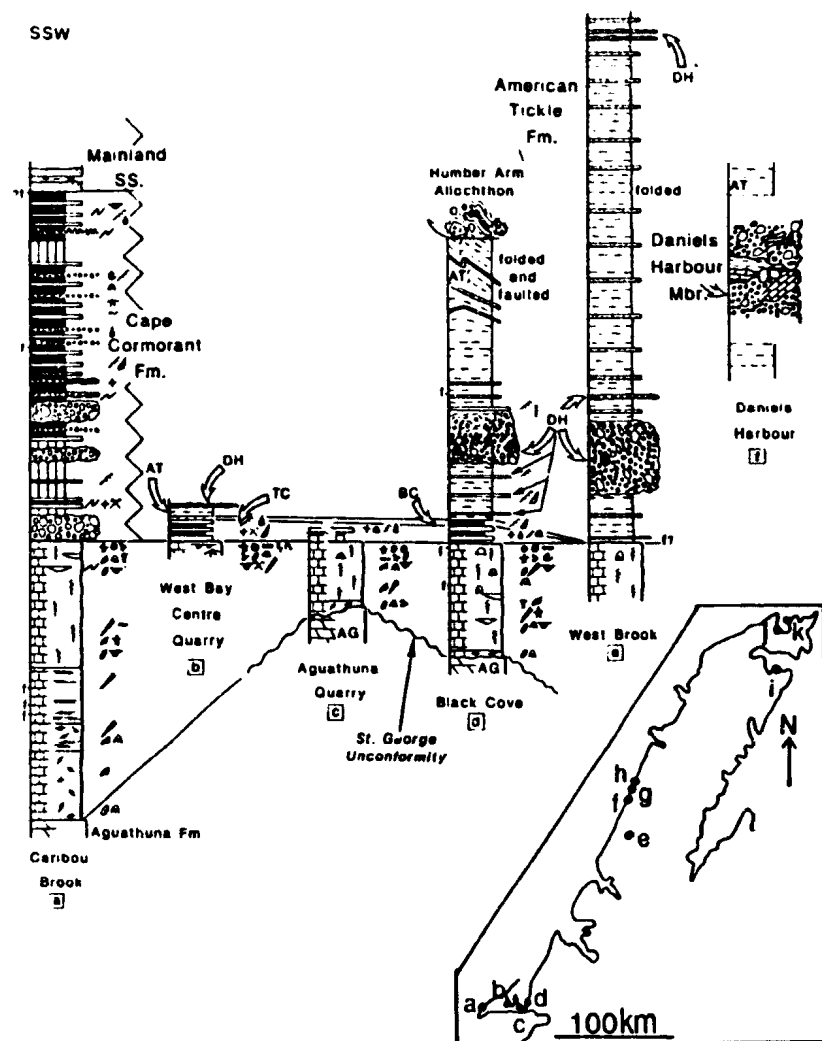 SSW
Mainland
SS.
?f
Cape
Cormorant
Fm.
f
AT
DH
TC
BC
West Bay
Centre
Quarry
b
Aguathuna Fm
Caribou
Brook
a
AG
Aguathuna
Quarry
c
St. George
Unconformity
Humber Arm
Allochthon
AT
folded
and
faulted
f
DH
f
f
AG
Black Cove
d
American
Tickle
Fm.
DH
folded
f
f?
West Brook
e
AT
Daniels
Harbour
Mbr.
Daniels
Harbour
f
k
i
N
h
g
f
e
a
b
c
d
100km